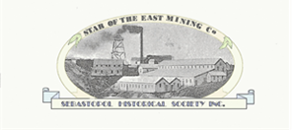 STAR OF THE EAST MINING Co
SEBASTOPOL HISTORICAL SOCIETY INC.